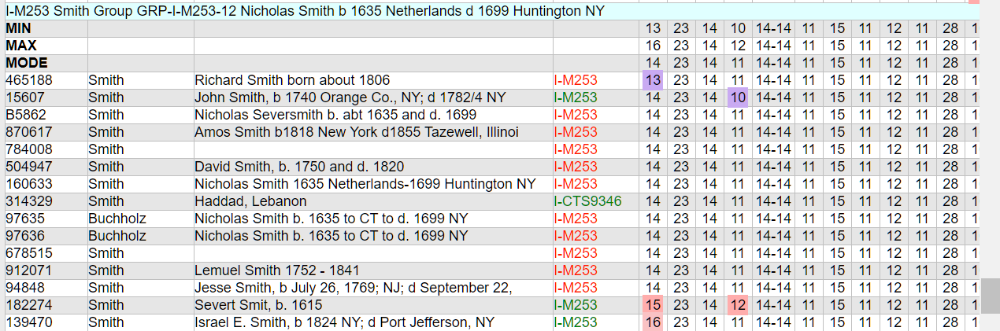 I-M253 Smith Group GRP-I-M253-12 Nicholas Smith b 1635 Netherlands d 1699 Huntington NY
MIN 13 23 14 10 14-14 11 15 11 12 11 28 1
MAX 16 23 14 12 14-14 11 15 11 12 11 28 1
MODE 14 23 14 11 14-14 11 15 11 12 11 28 1
465188 Smith Richard Smith born about 1806 I-M253 13 23 14 11 14-14 11 15 11 12 11 28 1
15607 Smith John Smith, b 1740 Orange Co., NY; d 1782/4 NY I-M253 14 23 14 10 14-14 11 15 11 12 11 28 1
B5862 Smith Nicholas Seversmith b. abt 1635 and d. 1699 I-M253 14 23 14 11 14-14 11 15 11 12 11 28 1
870617 Smith Amos Smith b1818 New York d1855 Tazewell, Illinoi I-M253 14 23 14 11 14-14 11 15 11 12 11 28 1
784008 Smith I-M253 14 23 14 11 14-14 11 15 11 12 11 28 1
504947 Smith David Smith, b. 1750 and d. 1820 I-M253 14 23 14 11 14-14 11 15 11 12 11 28 1
160633 Smith Nicholas Smith 1635 Netherlands-1699 Huntington NY I-M253 14 23 14 11 14-14 11 15 11 12 11 28 1
314329 Smith Haddad, Lebanon I-CTS9346 14 23 14 11 14-14 11 15 11 12 11 28 1
97635 Buchholz Nicholas Smith b. 1635 to CT to d. 1699 NY I-M253 14 23 14 11 14-14 11 15 11 12 11 28 1
97636 Buchholz Nicholas Smith b. 1635 to CT to d. 1699 NY I-M253 14 23 14 11 14-14 11 15 11 12 11 28 1
678515 Smith I-M253 14 23 14 11 14-14 11 15 11 12 11 28 1
912071 Smith Lemuel Smith 1752 - 1841 I-M253 14 23 14 11 14-14 11 15 11 12 11 28 1
94848 Smith Jesse Smith, b July 26, 1769; NJ; d September 22, I-M253 14 23 14 11 14-14 11 15 11 12 11 28 1
182274 Smith Severt Smit, b. 1615 I-M253 15 23 14 12 14-14 11 15 11 12 11 28 1
139470 Smith Israel E. Smith, b 1824 NY; d Port Jefferson, NY I-M253 16 23 14 11 14-14 11 15 11 12 11 28 1